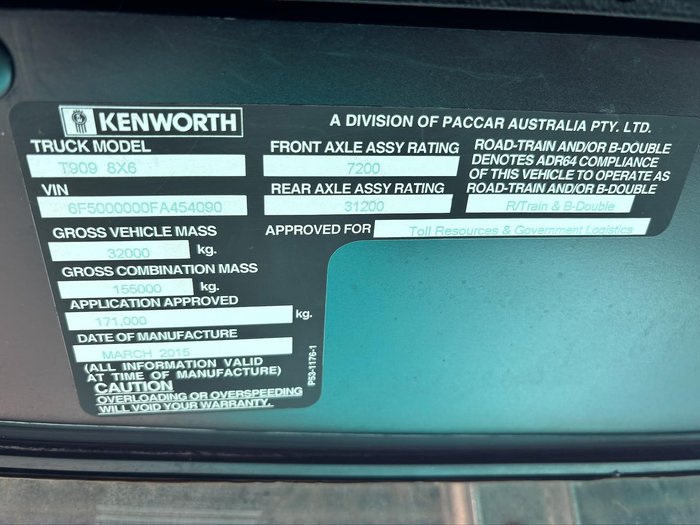 KENWORTH
A DIVISION OF PACCAR AUSTRALIA PTY. LTD.
TRUCK MODEL
T909 8X6
FRONT AXLE ASSY RATING
7200
ROAD-TRAIN AND/OR B-DOUBLE
DENOTES ADR64 COMPLIANCE
OF THIS VEHICLE TO OPERATE AS
ROAD-TRAIN AND/OR B-DOUBLE
R/Train & B-Double
VIN
6F5000000FA454090
REAR AXLE ASSY RATING
31200
GROSS VEHICLE MASS
32000 kg.
APPROVED FOR Toll Resources & Government Logistics
GROSS COMBINATION MASS
155000 kg.
APPLICATION APPROVED
171,000 kg.
DATE OF MANUFACTURE
MARCH 2015
(ALL INFORMATION VALID
AT TIME OF MANUFACTURE)
CAUTION
OVERLOADING OR OVERSPEEDING
WILL VOID YOUR WARRANTY
P53-1176-1